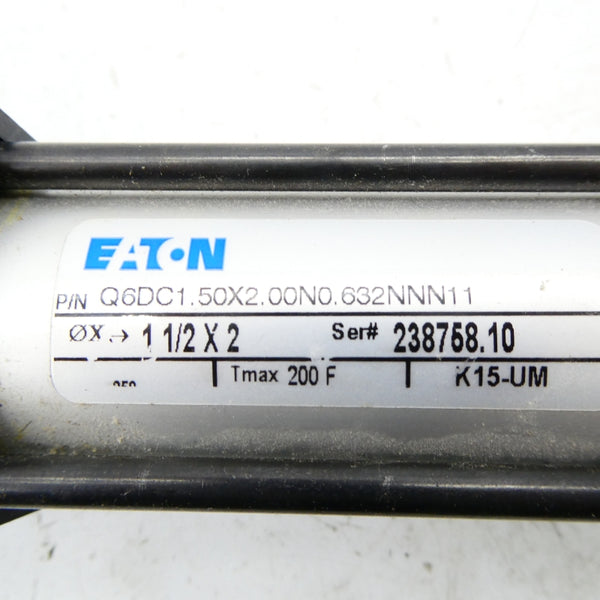 EATON
P/N Q6DC1.50X2.00N0.632NNN11
ØX → 1 1/2 X 2 Ser# 238758.10
Tmax 200 F K15-UM